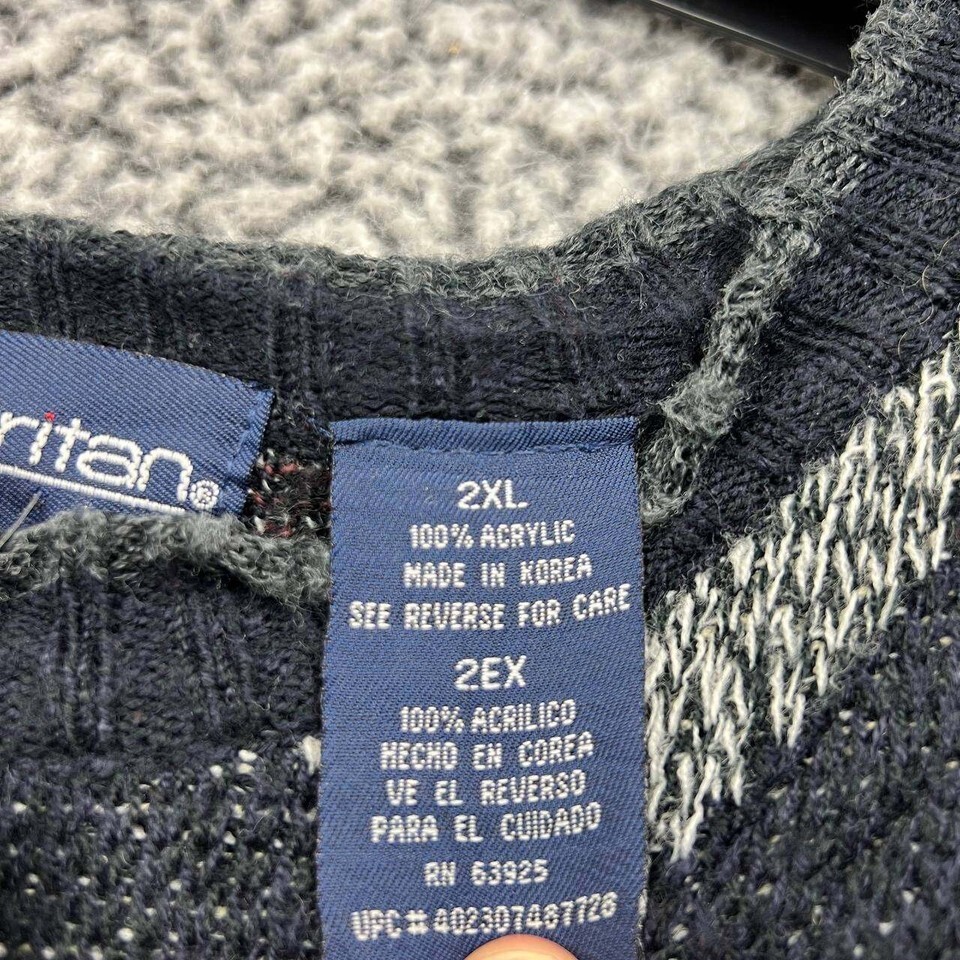 ritan®
2XL
100% ACRYLIC
MADE IN KOREA
SEE REVERSE FOR CARE
2EX
100% ACRILICO
HECHO EN COREA
VE EL REVERSO
PARA EL CUIDADO
RN 63925
UPC#402307487728